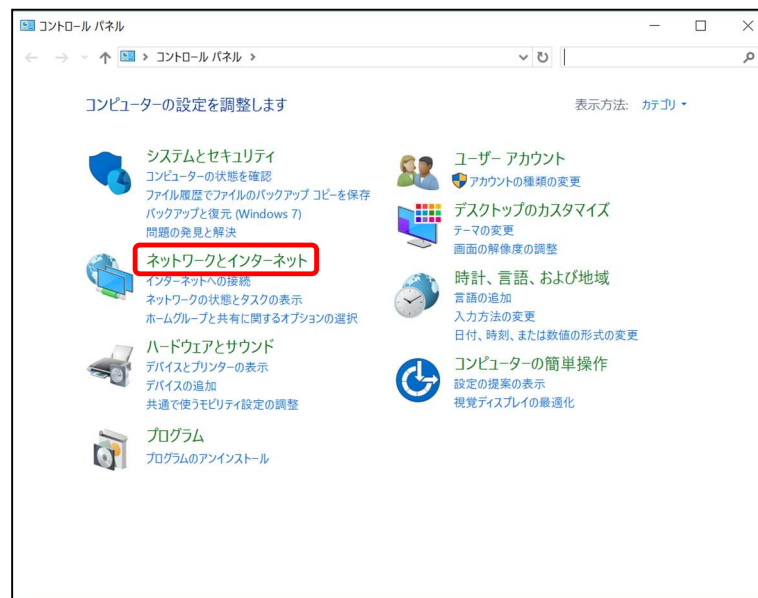 コントロール パネル
コントロール パネル
コンピューターの設定を調整します
表示方法: カテゴリ
システムとセキュリティ
コンピューターの状態を確認
ファイル履歴でファイルのバックアップ コピーを保存
バックアップと復元 (Windows 7)
問題の発見と解決
ネットワークとインターネット
インターネットへの接続
ネットワークの状態とタスクの表示
ホームグループと共有に関するオプションの選択
ハードウェアとサウンド
デバイスとプリンターの表示
デバイスの追加
共通で使うモビリティ設定の調整
プログラム
プログラムのアンインストール
ユーザー アカウント
アカウントの種類の変更
デスクトップのカスタマイズ
テーマの変更
画面の解像度の調整
時計、言語、および地域
言語の追加
入力方法の変更
日付、時刻、または数値の形式の変更
コンピューターの簡単操作
設定の提案の表示
視覚ディスプレイの最適化